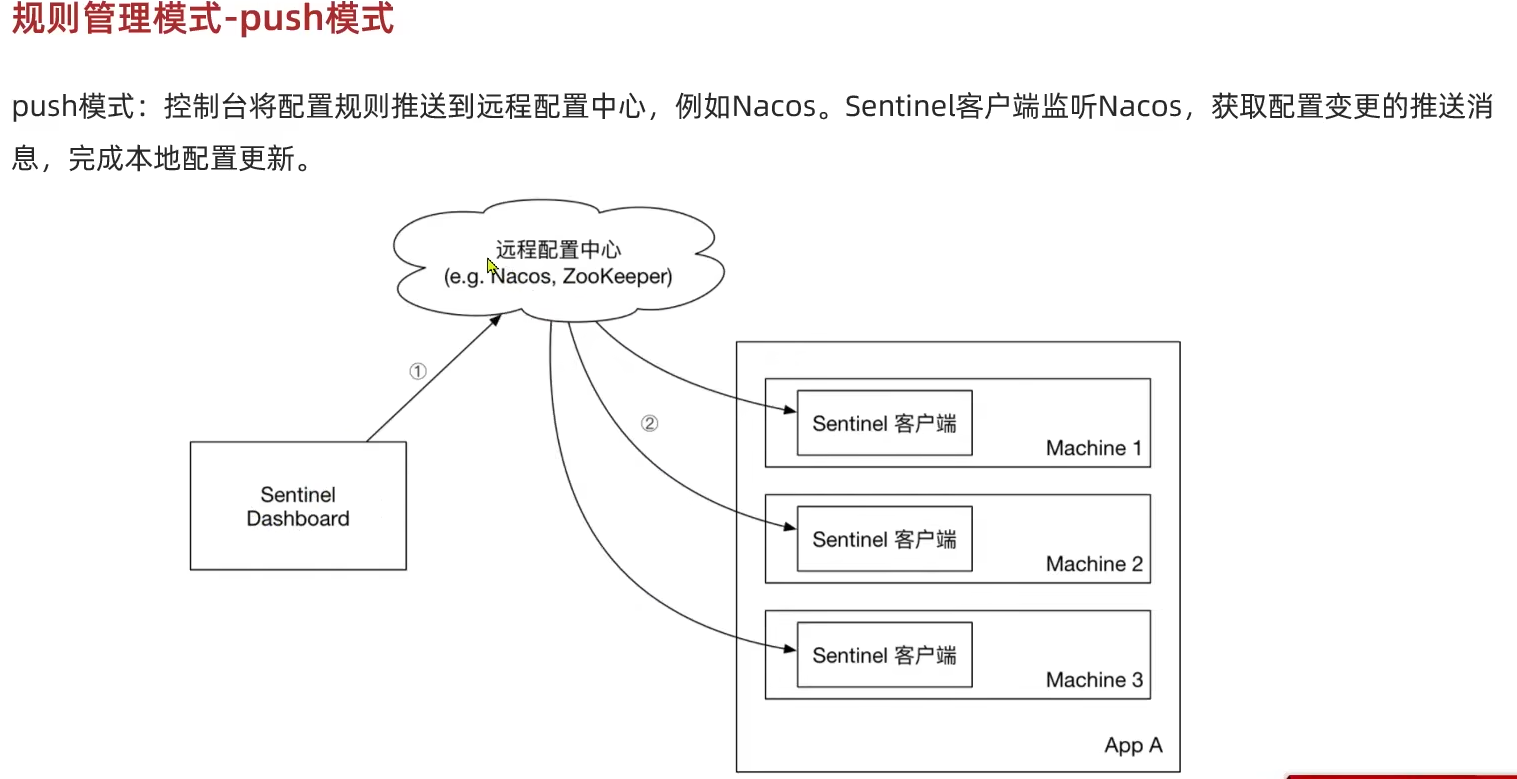 规则管理模式-push模式
push模式：控制台将配置规则推送到远程配置中心，例如Nacos。Sentinel客户端监听Nacos，获取配置变更的推送消
息，完成本地配置更新。
远程配置中心
(e.g. Nacos, ZooKeeper)
①
②
Sentinel 客户端
Machine 1
Sentinel
Dashboard
Sentinel 客户端
Machine 2
Sentinel 客户端
Machine 3
App A